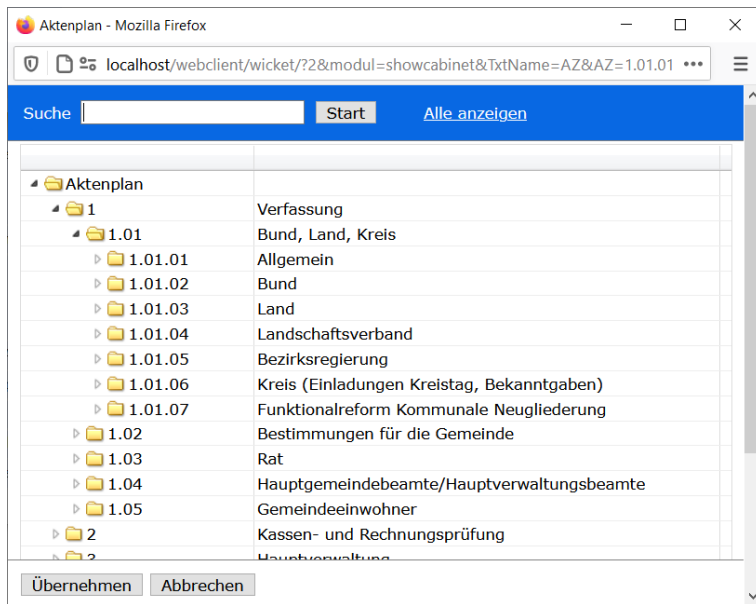 Aktenplan - Mozilla Firefox
localhost/webclient/wicket/?2&modul=showcabinet&TxtName=AZ&AZ=1.01.01
Suche Start Alle anzeigen
Aktenplan
1 Verfassung
1.01 Bund, Land, Kreis
1.01.01 Allgemein
1.01.02 Bund
1.01.03 Land
1.01.04 Landschaftsverband
1.01.05 Bezirksregierung
1.01.06 Kreis (Einladungen Kreistag, Bekanntgaben)
1.01.07 Funktionalreform Kommunale Neugliederung
1.02 Bestimmungen für die Gemeinde
1.03 Rat
1.04 Hauptgemeindebeamte/Hauptverwaltungsbeamte
1.05 Gemeindeeinwohner
2 Kassen- und Rechnungsprüfung
3 Hauptverwaltung
Übernehmen Abbrechen